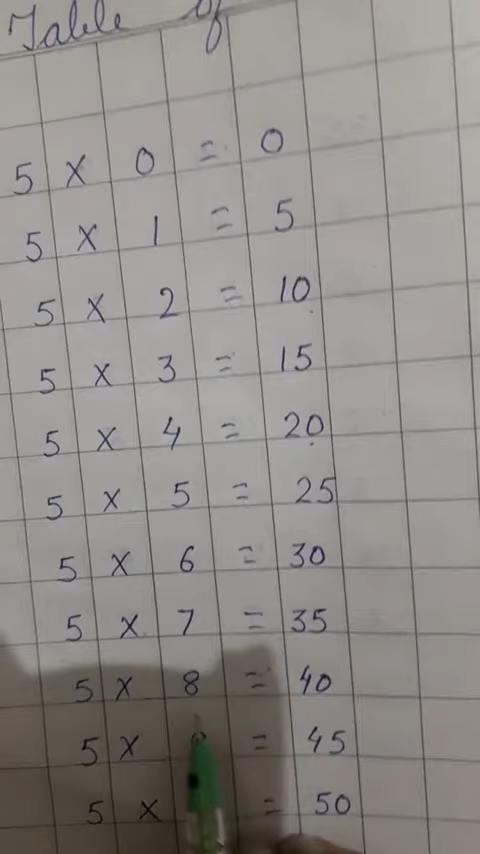 Table of
5 × 0 = 0
5 × 1 = 5
5 × 2 = 10
5 × 3 = 15
5 × 4 = 20
5 × 5 = 25
5 × 6 = 30
5 × 7 = 35
5 × 8 = 40
5 × = 45
5 × = 50